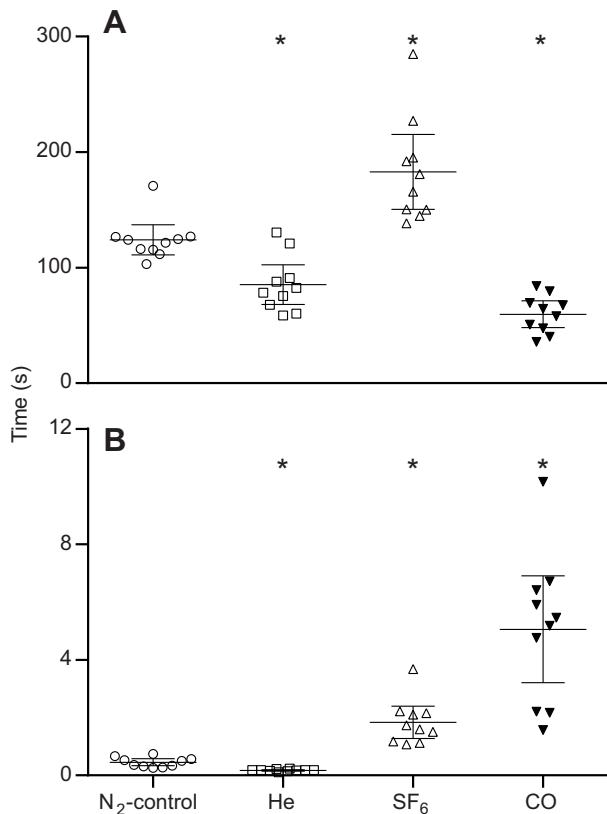 A
300
* * *
200
100
0
Time (s)
B
12
* * *
8
4
0
N₂-control He SF₆ CO